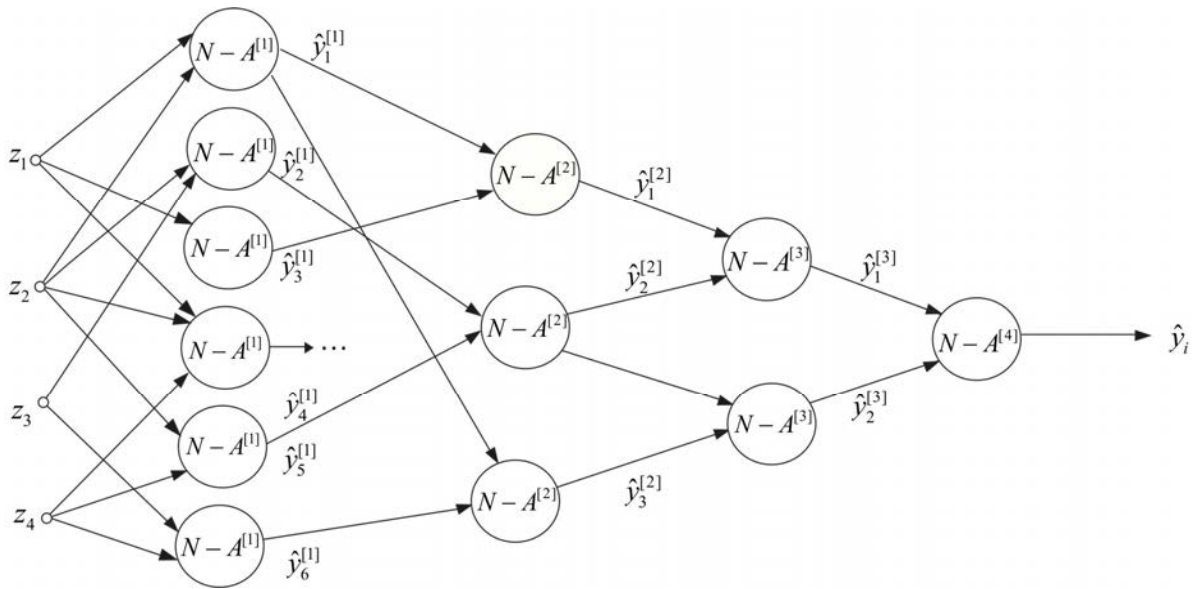 z₁
z₂
z₃
z₄
N − A^[1]
N − A^[1]
N − A^[1]
N − A^[1]
N − A^[1]
N − A^[1]
ŷ₁^[1]
ŷ₂^[1]
ŷ₃^[1]
...
ŷ₄^[1]
ŷ₅^[1]
ŷ₆^[1]
N − A^[2]
N − A^[2]
N − A^[2]
ŷ₁^[2]
ŷ₂^[2]
ŷ₃^[2]
N − A^[3]
N − A^[3]
ŷ₁^[3]
ŷ₂^[3]
N − A^[4]
ŷᵢ